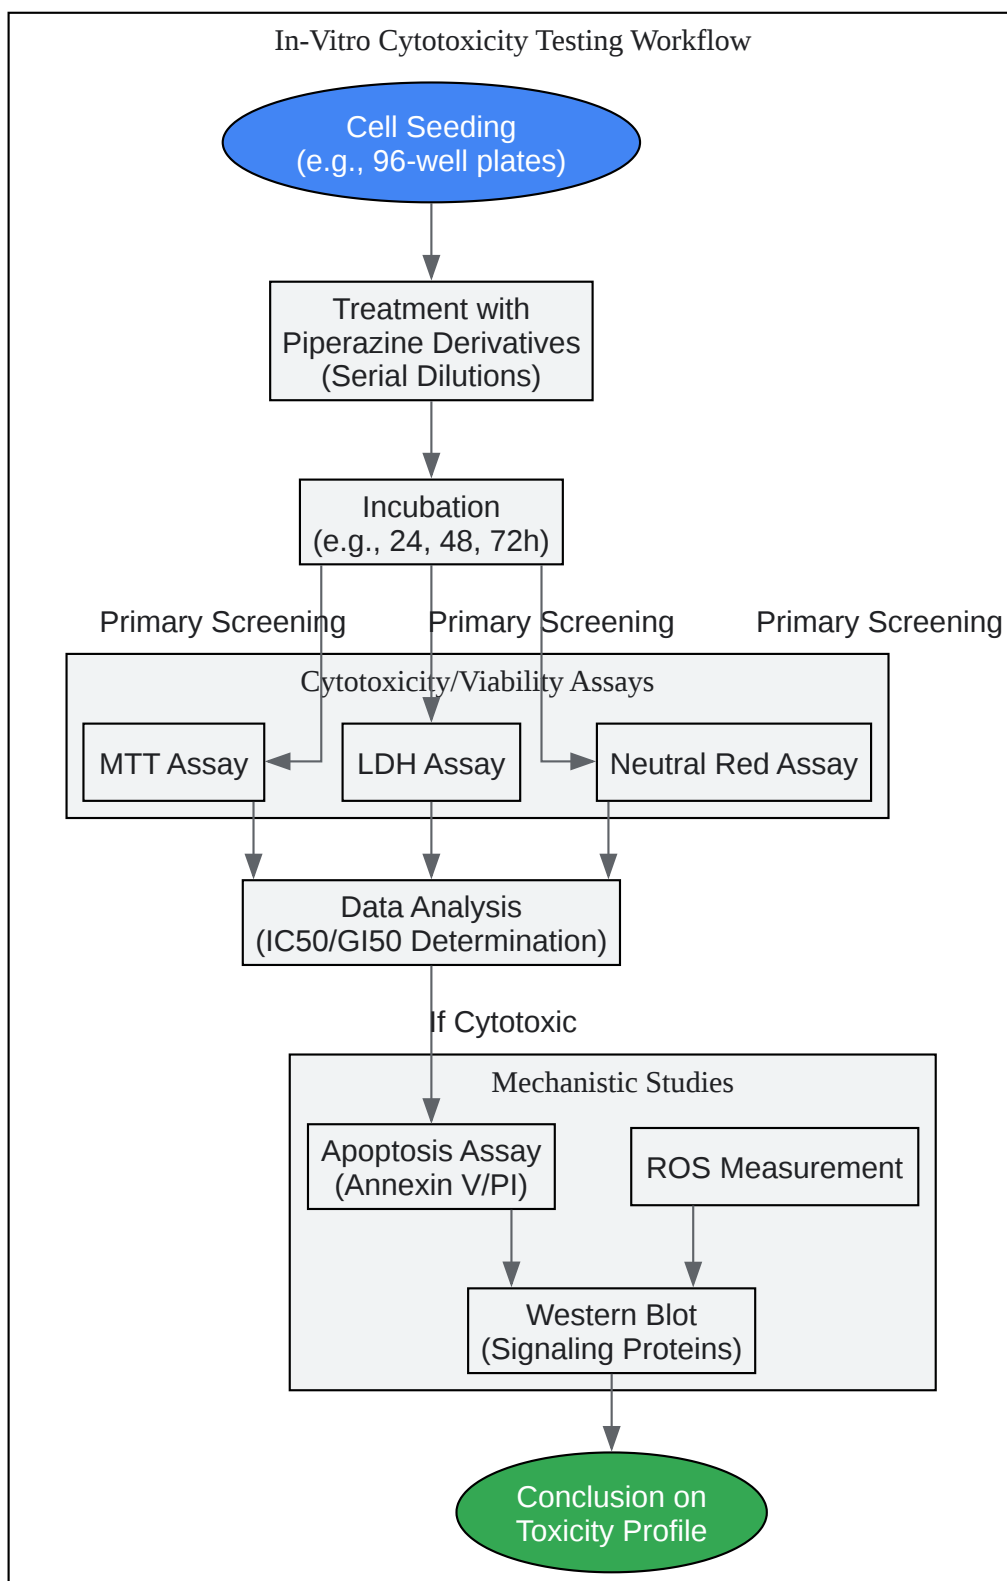 In-Vitro Cytotoxicity Testing Workflow
Cell Seeding
(e.g., 96-well plates)
Treatment with
Piperazine Derivatives
(Serial Dilutions)
Incubation
(e.g., 24, 48, 72h)
Primary Screening
Primary Screening
Primary Screening
Cytotoxicity/Viability Assays
MTT Assay
LDH Assay
Neutral Red Assay
Data Analysis
(IC50/GI50 Determination)
If Cytotoxic
Mechanistic Studies
Apoptosis Assay
(Annexin V/PI)
ROS Measurement
Western Blot
(Signaling Proteins)
Conclusion on
Toxicity Profile